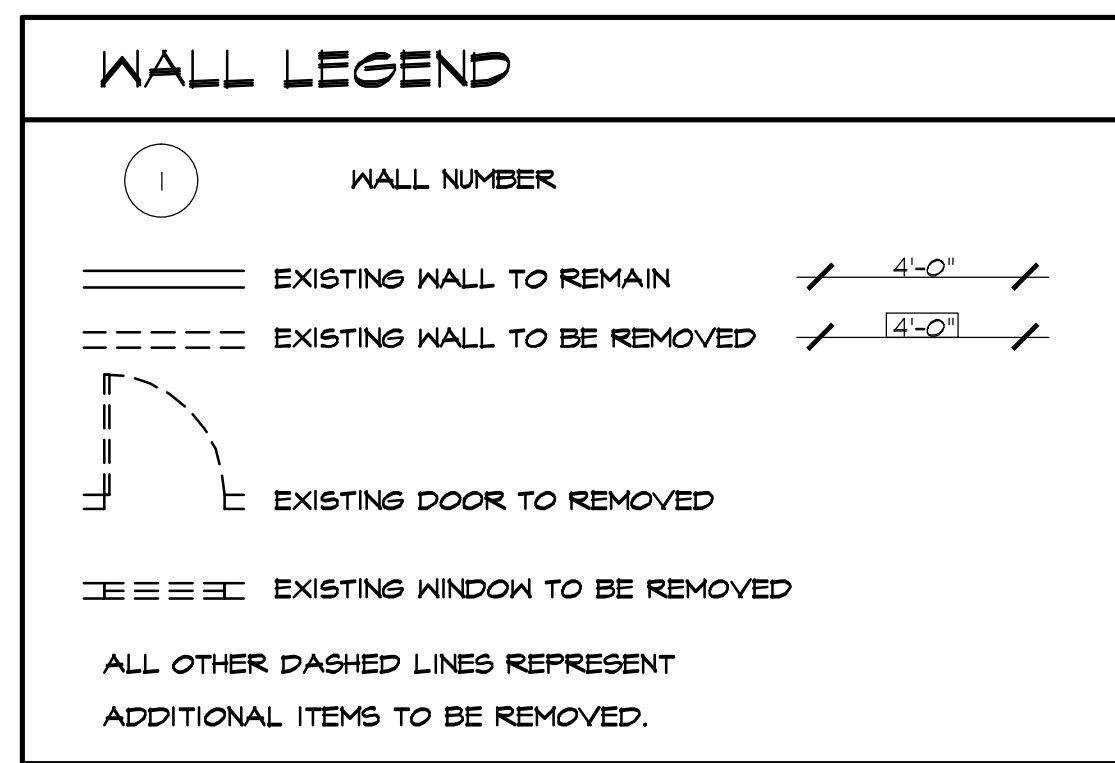 WALL LEGEND
1 WALL NUMBER
EXISTING WALL TO REMAIN 4'-0"
EXISTING WALL TO BE REMOVED 4'-0"
EXISTING DOOR TO REMOVED
EXISTING WINDOW TO BE REMOVED
ALL OTHER DASHED LINES REPRESENT
ADDITIONAL ITEMS TO BE REMOVED.